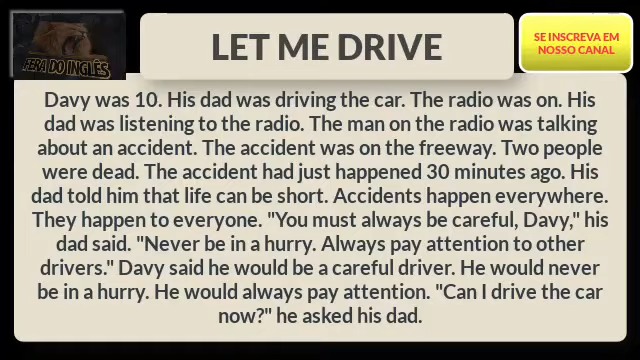 FERA DO INGLÊS
LET ME DRIVE
SE INSCREVA EM
NOSSO CANAL
Davy was 10. His dad was driving the car. The radio was on. His
dad was listening to the radio. The man on the radio was talking
about an accident. The accident was on the freeway. Two people
were dead. The accident had just happened 30 minutes ago. His
dad told him that life can be short. Accidents happen everywhere.
They happen to everyone. "You must always be careful, Davy," his
dad said. "Never be in a hurry. Always pay attention to other
drivers." Davy said he would be a careful driver. He would never
be in a hurry. He would always pay attention. "Can I drive the car
now?" he asked his dad.